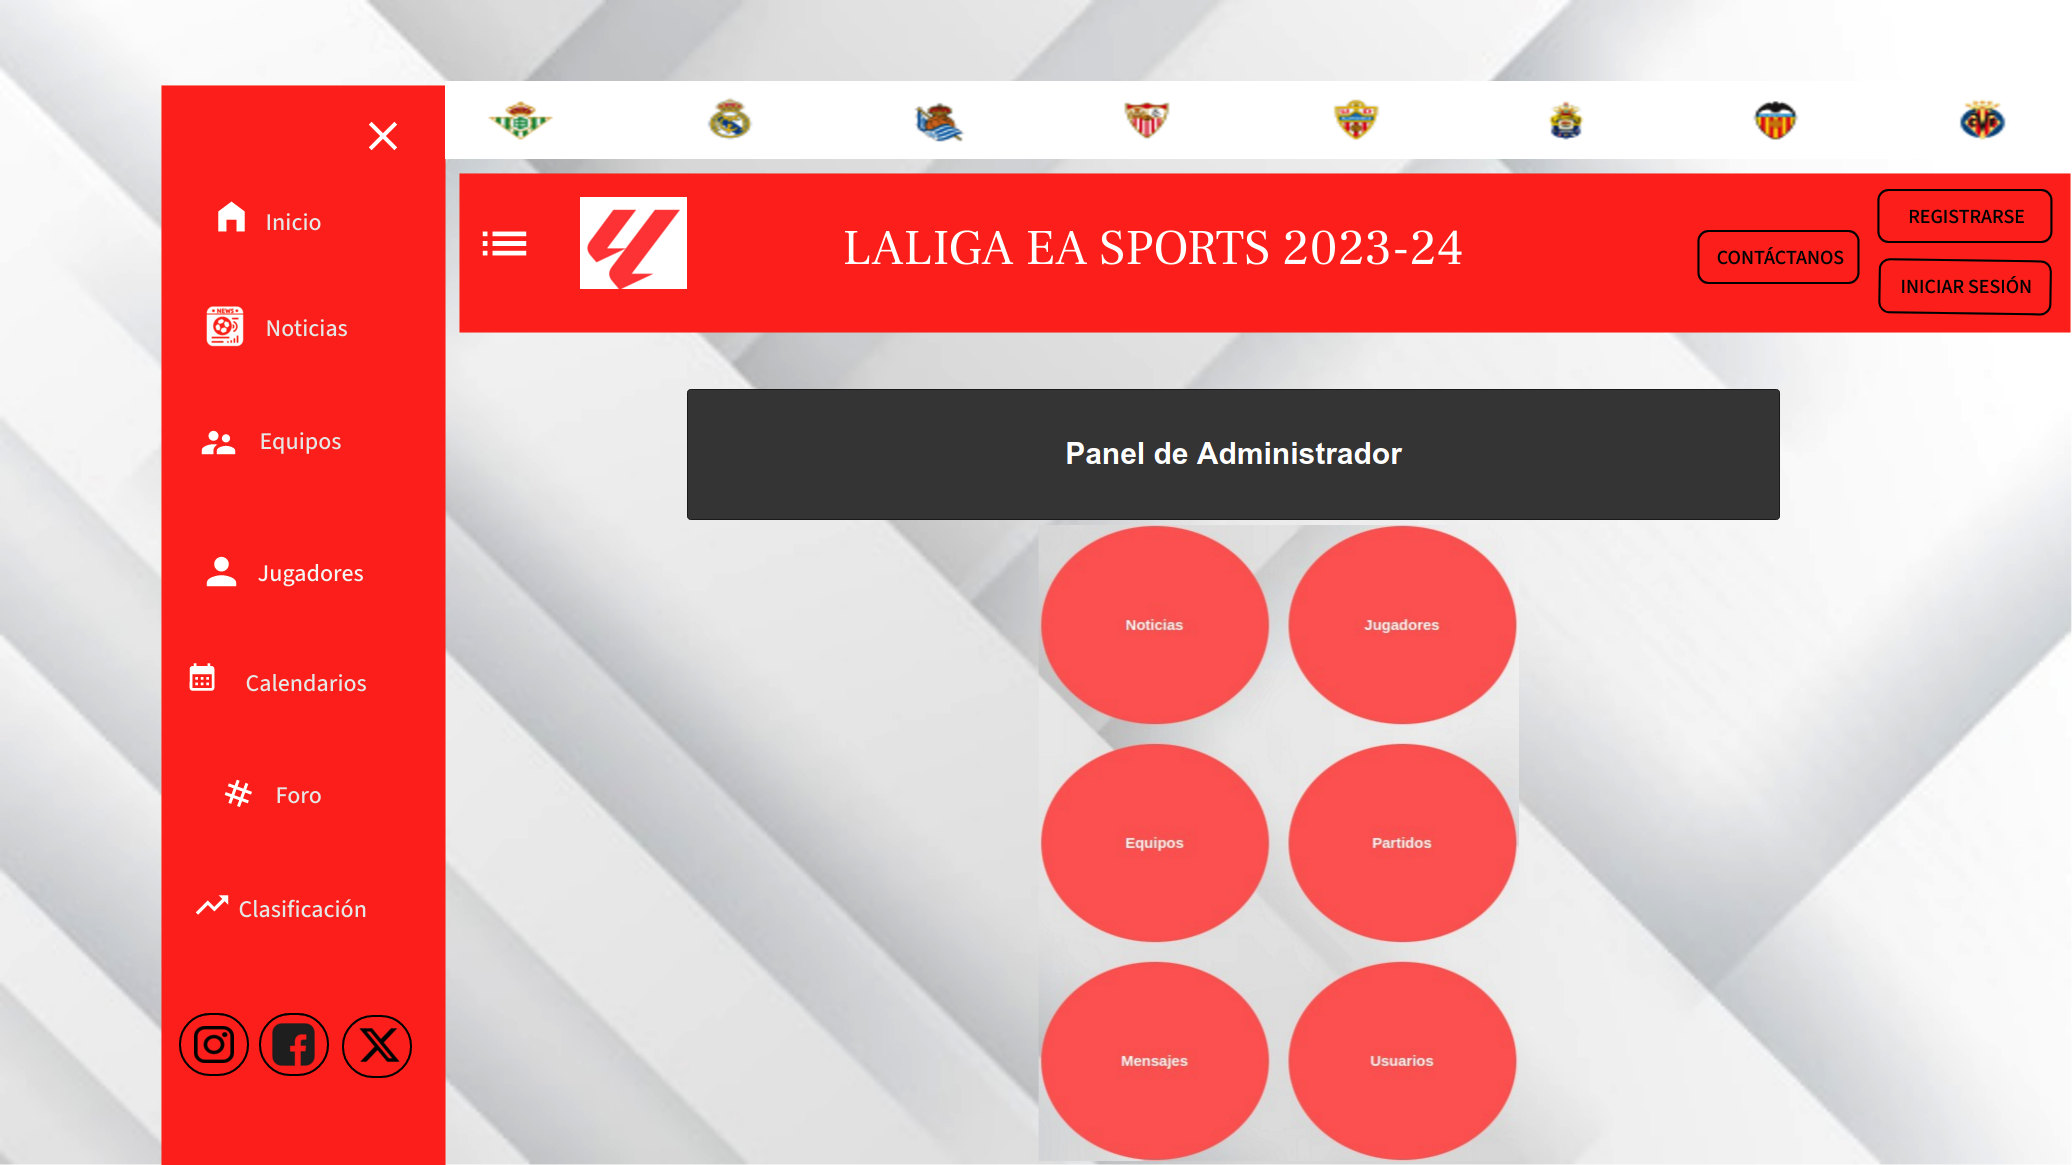 Inicio
NEWS
Noticias
Equipos
Jugadores
Calendarios
Foro
Clasificación
LALIGA EA SPORTS 2023-24
CONTÁCTANOS
REGISTRARSE
INICIAR SESIÓN
Panel de Administrador
Noticias
Jugadores
Equipos
Partidos
Mensajes
Usuarios